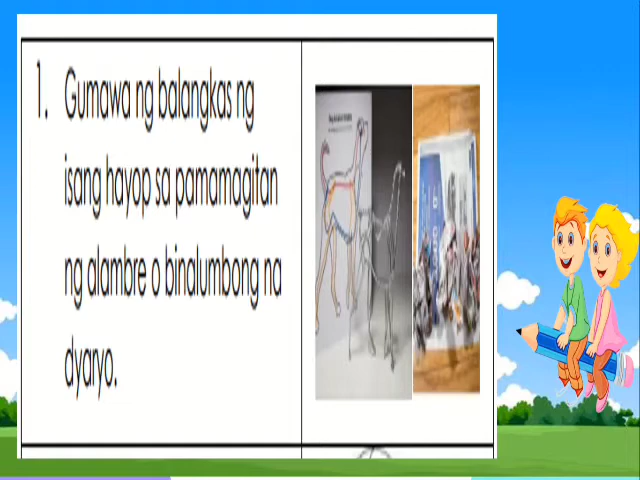 1. Gumawa ng balangkas ng
isang hayop sa pamamagitan
ng alambre o binalumbong na
dyaryo.